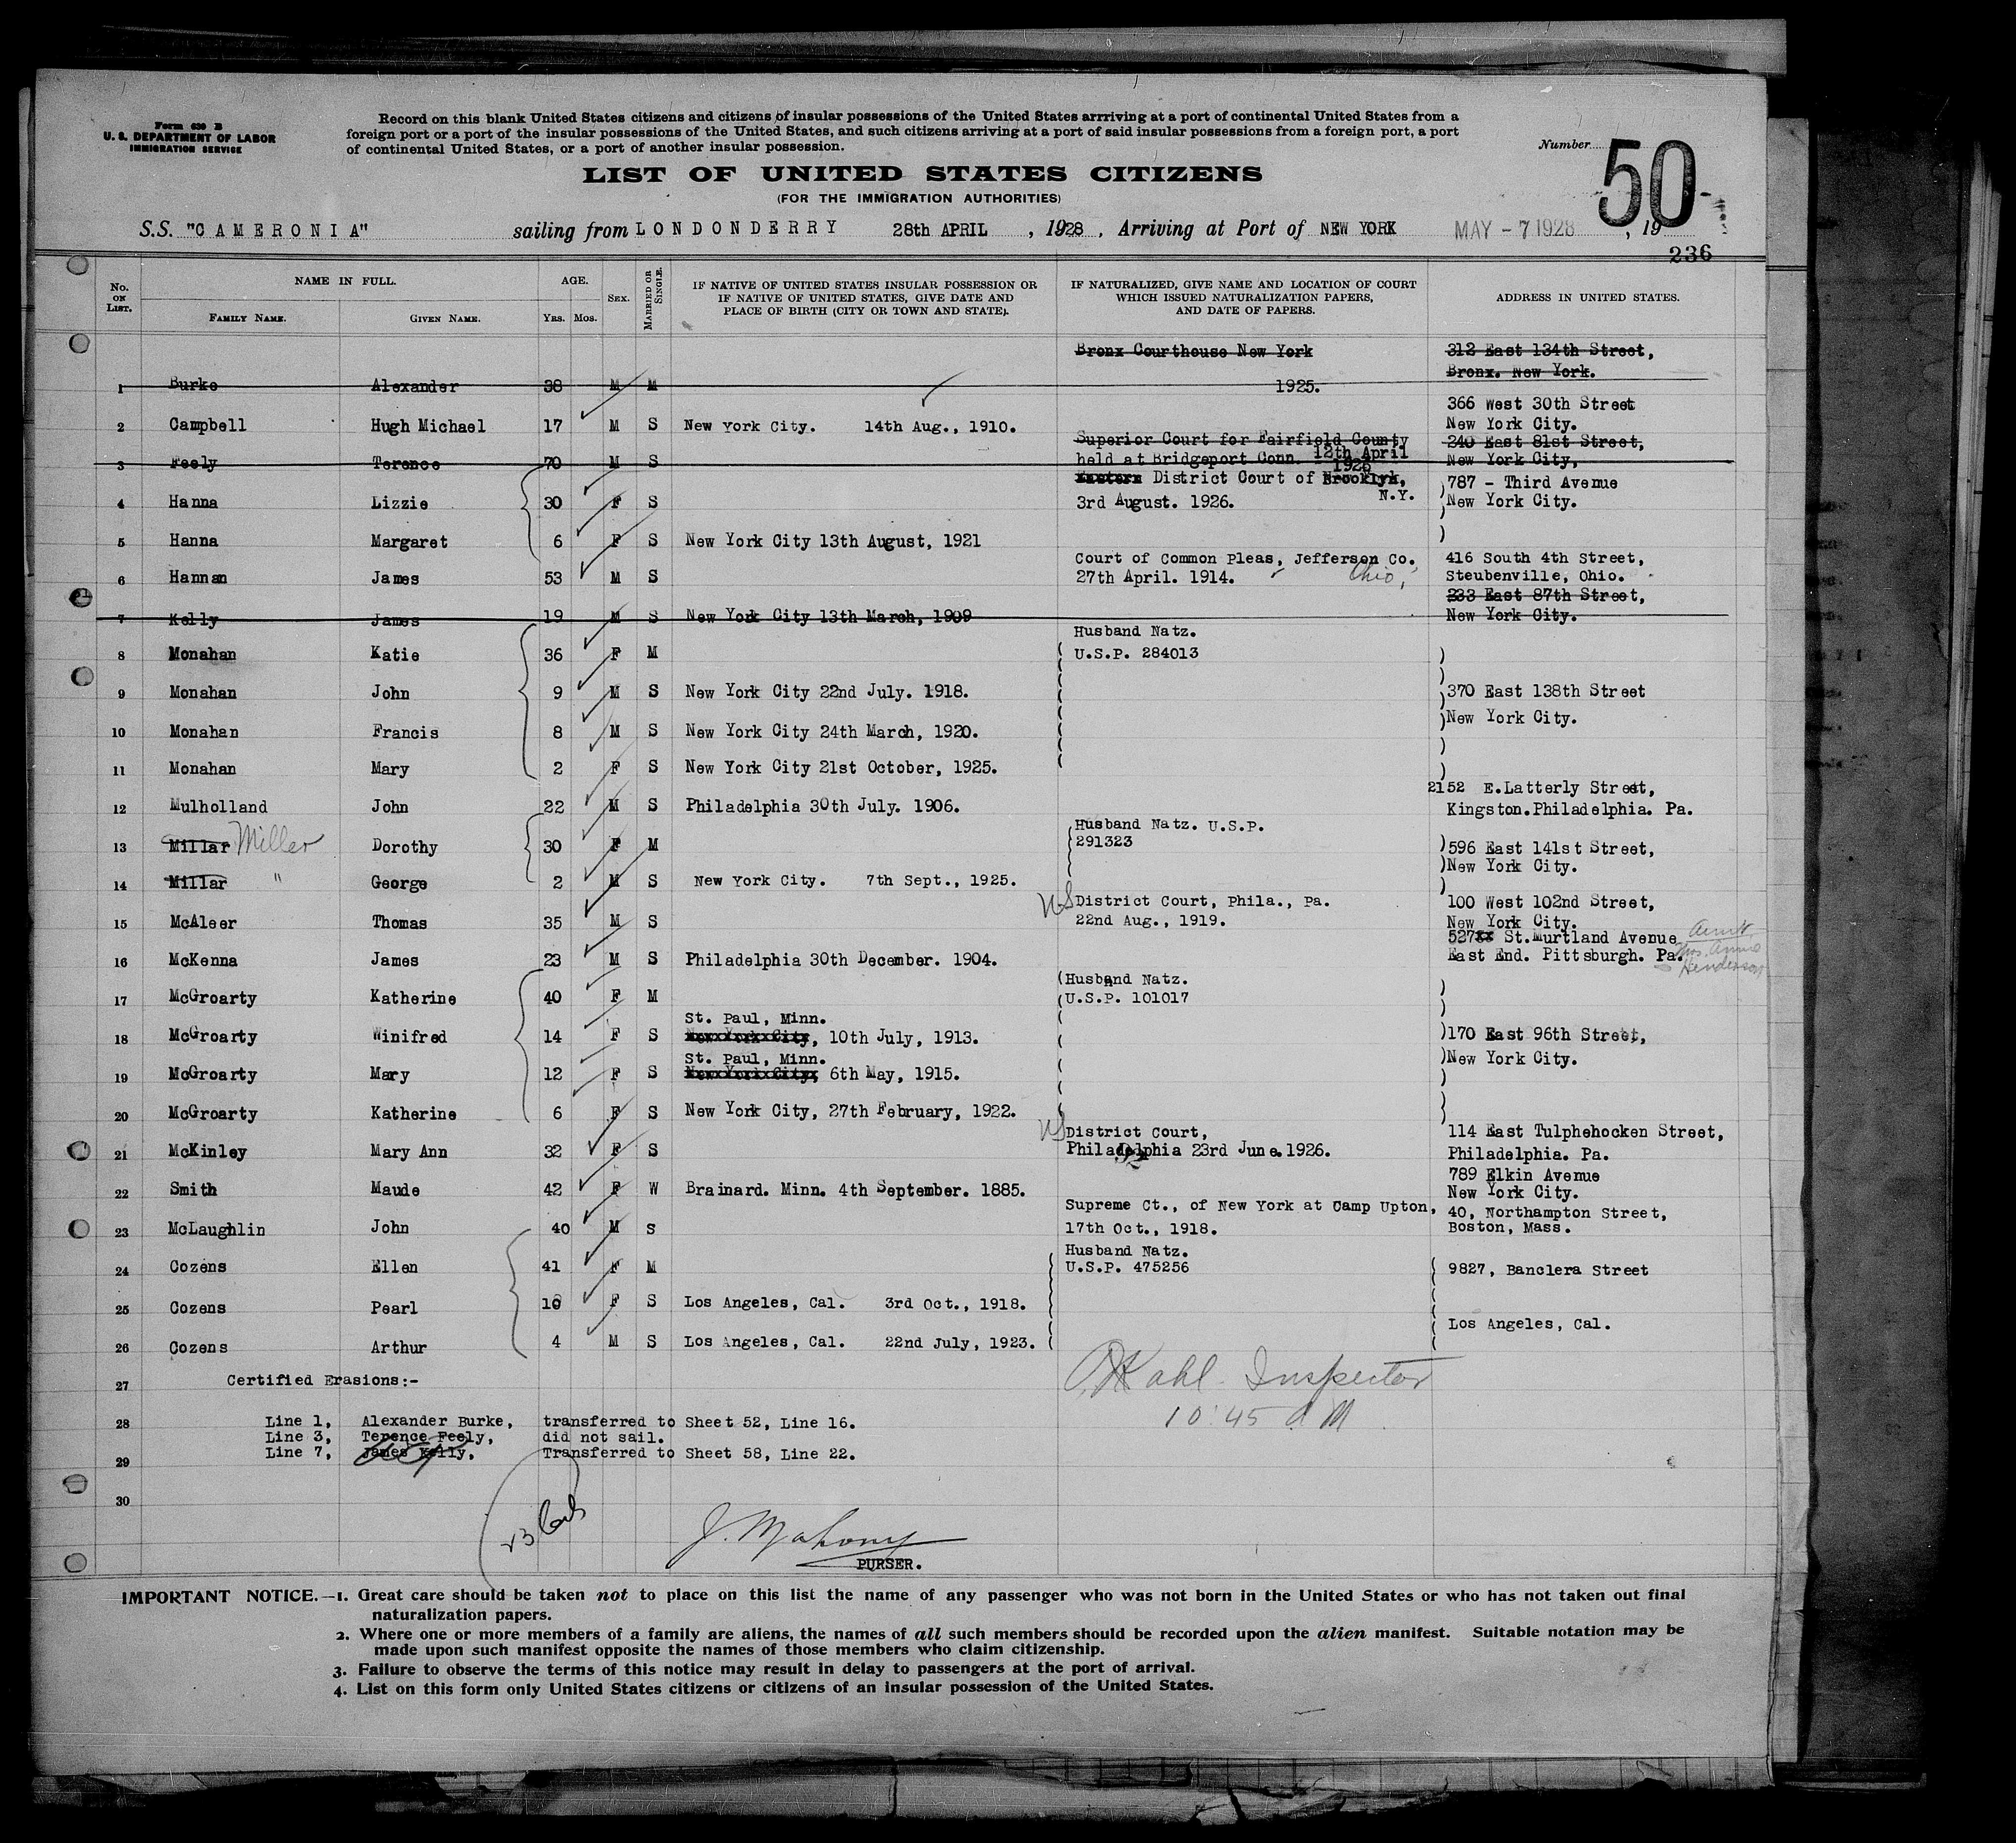 Form 630 B
U. S. DEPARTMENT OF LABOR
IMMIGRATION SERVICE
Record on this blank United States citizens and citizens of insular possessions of the United States arrriving at a port of continental United States from a
foreign port or a port of the insular possessions of the United States, and such citizens arriving at a port of said insular possessions from a foreign port, a port
of continental United States, or a port of another insular possession.
Number 50
LIST OF UNITED STATES CITIZENS
(FOR THE IMMIGRATION AUTHORITIES)
S.S. "CAMERONIA" sailing from LONDONDERRY 28th APRIL , 1928 , Arriving at Port of NEW YORK MAY - 7 1928 , 19
236
No. ON LIST. NAME IN FULL. AGE. SEX. MARRIED OR SINGLE. IF NATIVE OF UNITED STATES INSULAR POSSESSION OR IF NATIVE OF UNITED STATES, GIVE DATE AND PLACE OF BIRTH (CITY OR TOWN AND STATE). IF NATURALIZED, GIVE NAME AND LOCATION OF COURT WHICH ISSUED NATURALIZATION PAPERS, AND DATE OF PAPERS. ADDRESS IN UNITED STATES.
FAMILY NAME. GIVEN NAME. YRS. MOS.
Bronx Courthouse New York 312 East 134th Street,
Bronx. New York.
1 Burke Alexander 38 M M 1925.
366 West 30th Street
2 Campbell Hugh Michael 17 M S New York City. 14th Aug., 1910. New York City.
Superior Court for Fairfield County 240 East 81st Street,
3 Feely Terence 70 M S held at Bridgeport Conn. 12th April 1926 New York City,
Eastern District Court of Brooklyn, N.Y. 787 - Third Avenue
4 Hanna Lizzie 30 F S 3rd August. 1926. New York City.
5 Hanna Margaret 6 F S New York City 13th August, 1921
Court of Common Pleas, Jefferson Co., Ohio, 416 South 4th Street,
6 Hannan James 53 M S 27th April. 1914. Steubenville, Ohio.
233 East 87th Street,
7 Kelly James 19 M S New York City 13th March, 1909 New York City.
Husband Natz.
8 Monahan Katie 36 F M U.S.P. 284013
9 Monahan John 9 M S New York City 22nd July. 1918. 370 East 138th Street
New York City.
10 Monahan Francis 8 M S New York City 24th March, 1920.
11 Monahan Mary 2 F S New York City 21st October, 1925.
2152 E.Latterly Street,
12 Mulholland John 22 M S Philadelphia 30th July. 1906. Kingston.Philadelphia. Pa.
Husband Natz. U.S.P.
13 Millar Miller Dorothy 30 F M 291323 596 East 141st Street,
New York City.
14 Millar " George 2 M S New York City. 7th Sept., 1925.
US District Court, Phila., Pa. 100 West 102nd Street,
15 McAleer Thomas 35 M S 22nd Aug., 1919. New York City.
527 St. Murtland Avenue Aunt
16 McKenna James 23 M S Philadelphia 30th December. 1904. East End. Pittsburgh. Pa. Mrs. Anna Henderson
Husband Natz.
17 McGroarty Katherine 40 F M U.S.P. 101017
St. Paul, Minn.
18 McGroarty Winifred 14 F S New York City, 10th July, 1913. 170 East 96th Street,
St. Paul, Minn. New York City.
19 McGroarty Mary 12 F S New York City, 6th May, 1915.
20 McGroarty Katherine 6 F S New York City, 27th February, 1922.
US District Court, 114 East Tulphehocken Street,
21 McKinley Mary Ann 32 F S Philadelphia 23rd June.1926. Philadelphia. Pa.
789 Elkin Avenue
22 Smith Maude 42 F W Brainard. Minn. 4th September. 1885. New York City.
Supreme Ct., of New York at Camp Upton, 40, Northampton Street,
23 McLaughlin John 40 M S 17th Oct., 1918. Boston, Mass.
Husband Natz.
24 Cozens Ellen 41 F M U.S.P. 475256 9827, Banclera Street
25 Cozens Pearl 10 F S Los Angeles, Cal. 3rd Oct., 1918.
Los Angeles, Cal.
26 Cozens Arthur 4 M S Los Angeles, Cal. 22nd July, 1923.
27 Certified Erasions:- Kahl Inspector
10:45 A M
28 Line 1, Alexander Burke, transferred to Sheet 52, Line 16.
Line 3, Terence Feely, did not sail.
29 Line 7, James Kelly, Transferred to Sheet 58, Line 22.
30
J. Mahony
PURSER.
IMPORTANT NOTICE.—1. Great care should be taken not to place on this list the name of any passenger who was not born in the United States or who has not taken out final
naturalization papers.
2. Where one or more members of a family are aliens, the names of all such members should be recorded upon the alien manifest. Suitable notation may be
made upon such manifest opposite the names of those members who claim citizenship.
3. Failure to observe the terms of this notice may result in delay to passengers at the port of arrival.
4. List on this form only United States citizens or citizens of an insular possession of the United States.